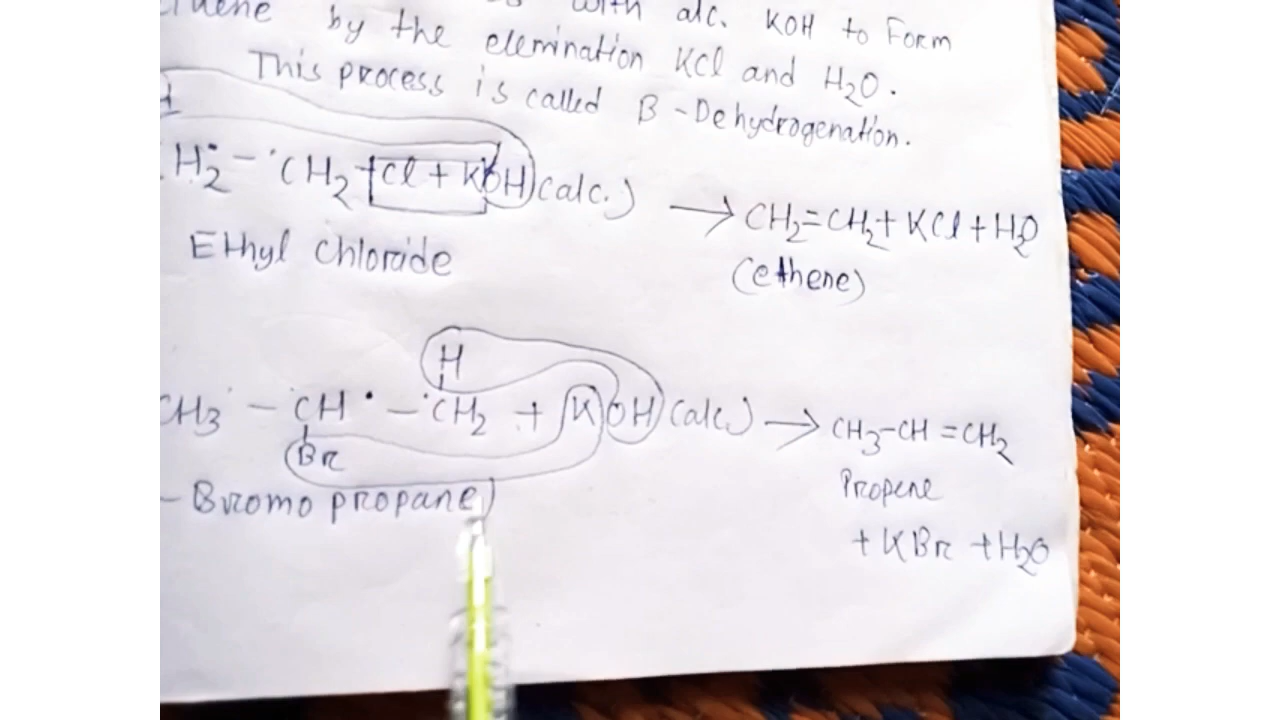 with alc. KOH to Form
by the elemination KCl and H₂O.
This process is called B-Dehydrogenation.
H
H₂ - CH₂ Cl + KOH (alc.) → CH₂=CH₂ + KCl + H₂O
Ethyl Chloride
(ethene)
H
CH₃ - CH - CH₂ + KOH (alc.) → CH₃-CH=CH₂
Br
Propene
-Bromo propane)
+ KBr + H₂O